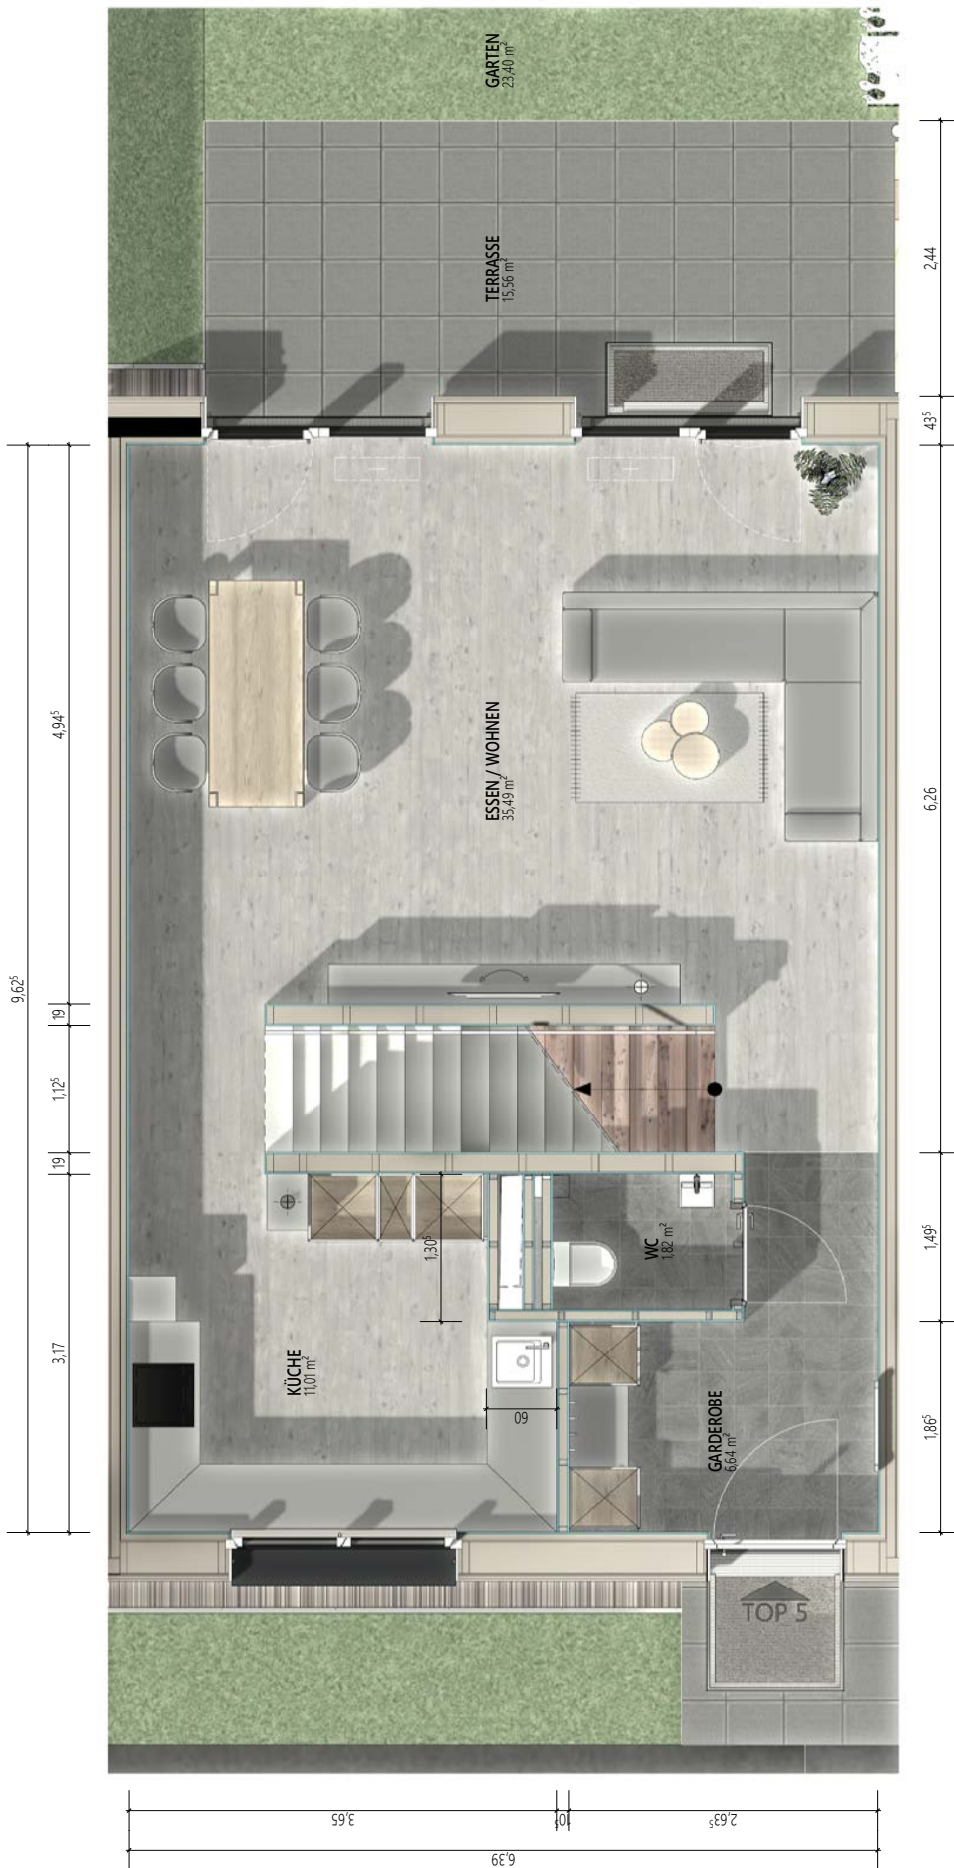 GARTEN
23,40 m²
TERRASSE
15,56 m²
2,44
43⁵
9,62⁵
4,94⁵
19
1,12⁵
19
3,17
ESSEN / WOHNEN
35,49 m²
6,26
1,30⁵
WC
1,82 m²
1,49⁵
KÜCHE
11,01 m²
60
GARDEROBE
6,64 m²
1,86⁵
TOP 5
3,65
10⁵
2,63⁵
6,39